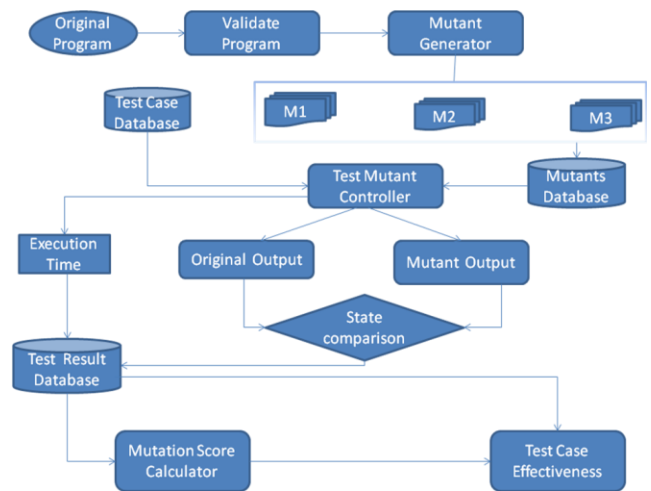 Original
Program
Validate
Program
Mutant
Generator
Test Case
Database
M1
M2
M3
Test Mutant
Controller
Mutants
Database
Execution
Time
Original Output
Mutant Output
State
comparison
Test Result
Database
Mutation Score
Calculator
Test Case
Effectiveness